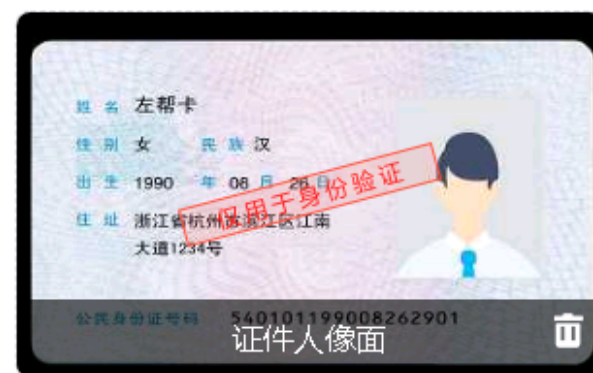 姓 名 左帮卡
性 别 女 民 族 汉
出 生 1990 年 08 月 26 日
仅用于身份验证
住 址 浙江省杭州市滨江区江南
大道1234号
公民身份证号码 540101199008262901
证件人像面